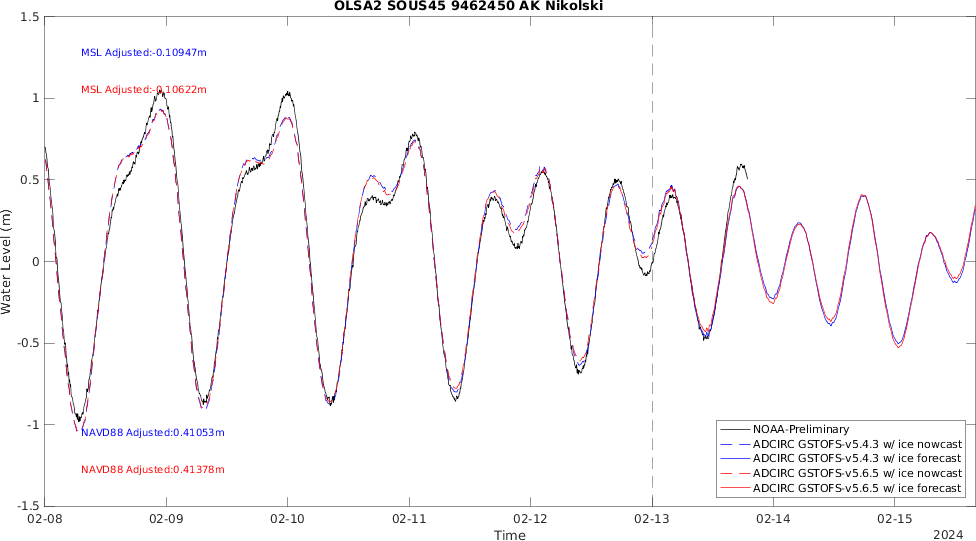 OLSA2 SOUS45 9462450 AK Nikolski
1.5
MSL Adjusted:-0.10947m
MSL Adjusted:-0.10622m
1
0.5
0
-0.5
-1
-1.5
Water Level (m)
NAVD88 Adjusted:0.41053m
NAVD88 Adjusted:0.41378m
NOAA-Preliminary
ADCIRC GSTOFS-v5.4.3 w/ ice nowcast
ADCIRC GSTOFS-v5.4.3 w/ ice forecast
ADCIRC GSTOFS-v5.6.5 w/ ice nowcast
ADCIRC GSTOFS-v5.6.5 w/ ice forecast
02-08 02-09 02-10 02-11 02-12 02-13 02-14 02-15
Time
2024